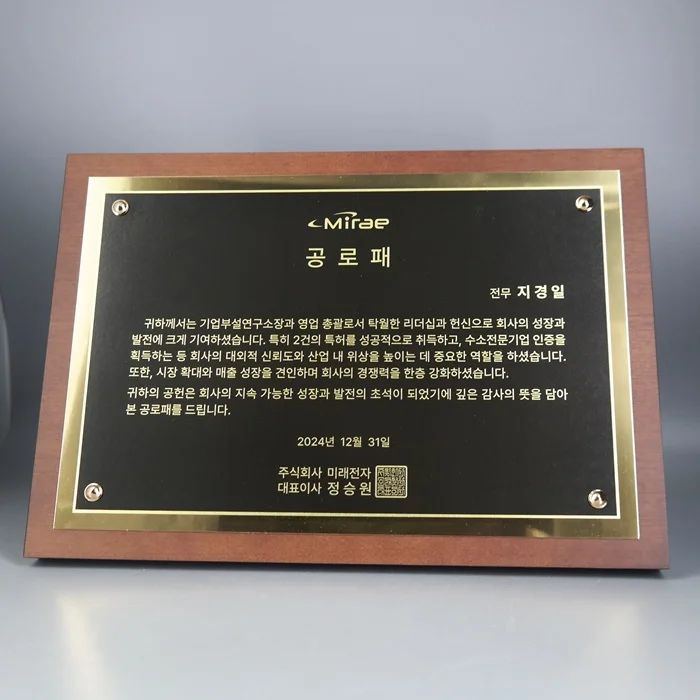 Mirae
공로패
전무 지경일
귀하께서는 기업부설연구소장과 영업 총괄로서 탁월한 리더십과 헌신으로 회사의 성장과
발전에 크게 기여하셨습니다. 특히 2건의 특허를 성공적으로 취득하고, 수소전문기업 인증을
획득하는 등 회사의 대외적 신뢰도와 산업 내 위상을 높이는 데 중요한 역할을 하셨습니다.
또한, 시장 확대와 매출 성장을 견인하며 회사의 경쟁력을 한층 강화하셨습니다.
귀하의 공헌은 회사의 지속 가능한 성장과 발전의 초석이 되었기에 깊은 감사의 뜻을 담아
본 공로패를 드립니다.
2024년 12월 31일
주식회사 미래전자
대표이사 정승원